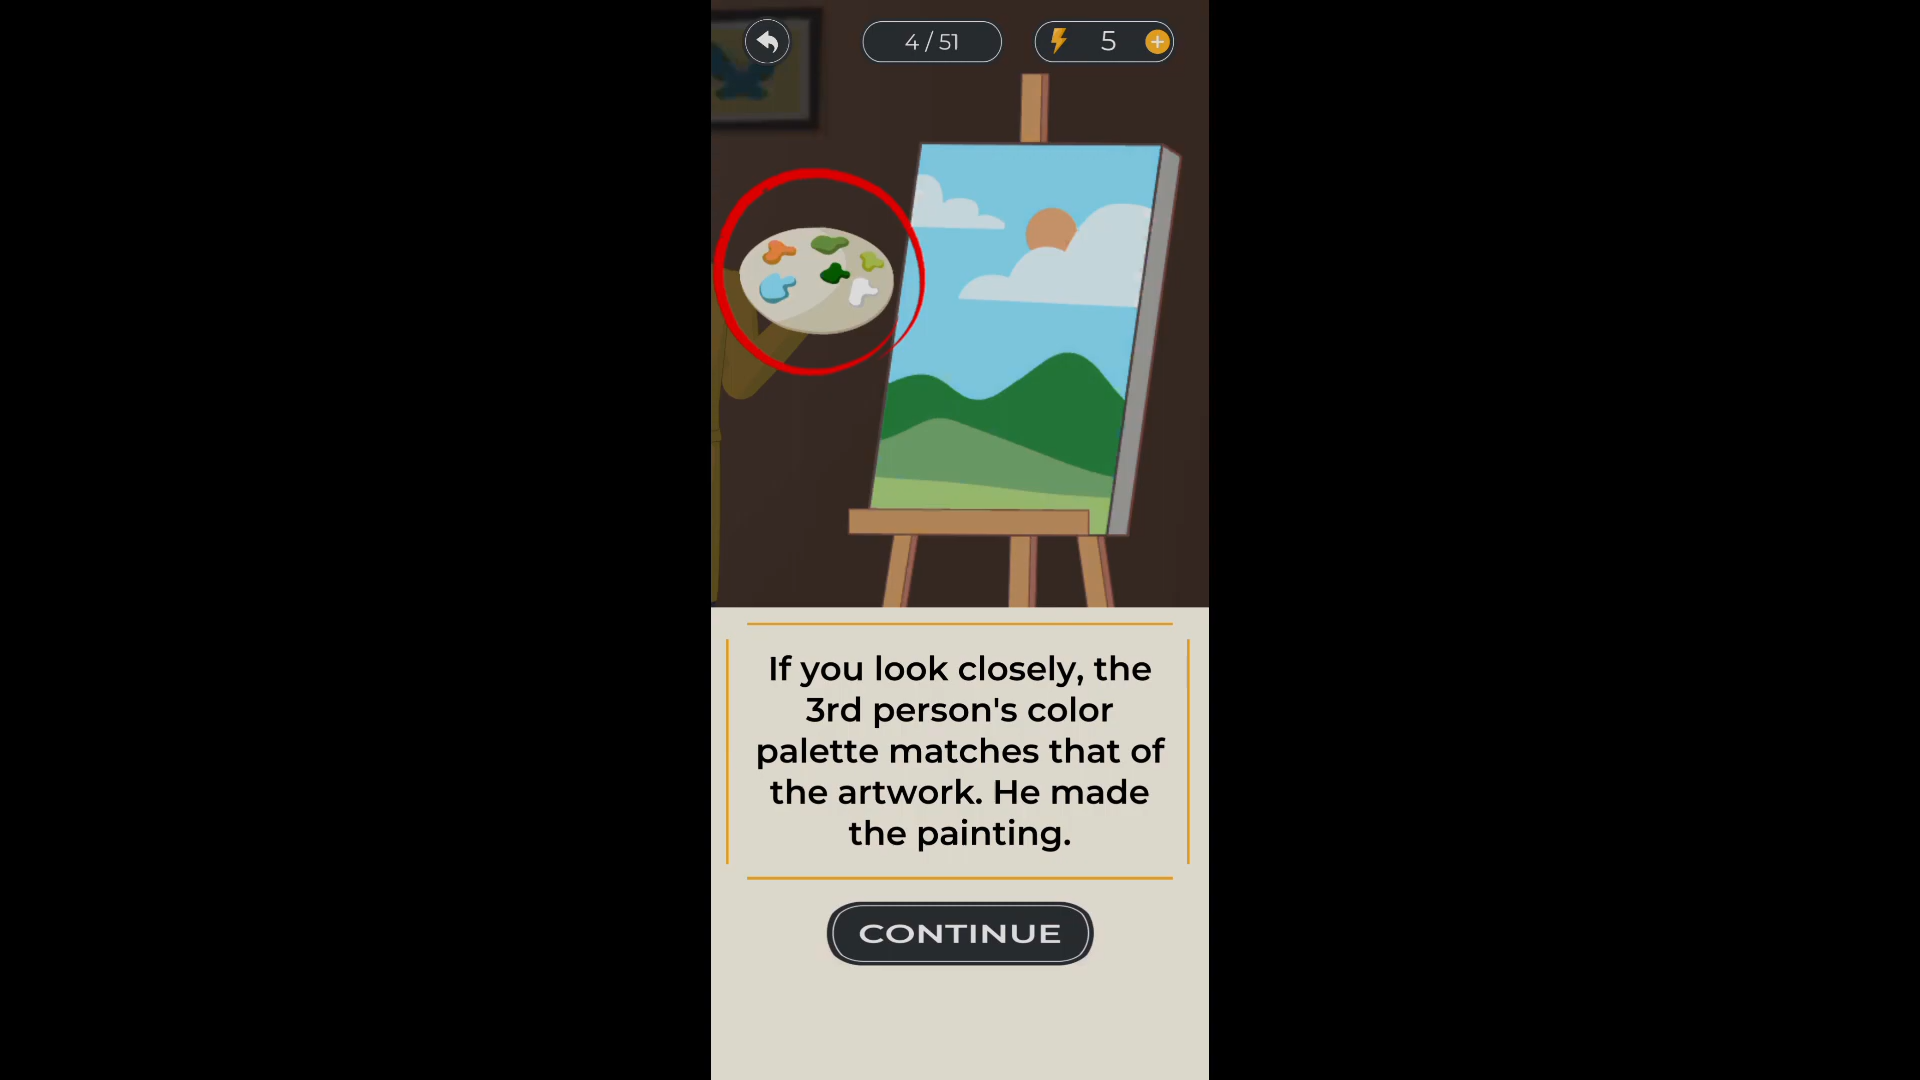 4 / 51
5
If you look closely, the
3rd person's color
palette matches that of
the artwork. He made
the painting.
CONTINUE